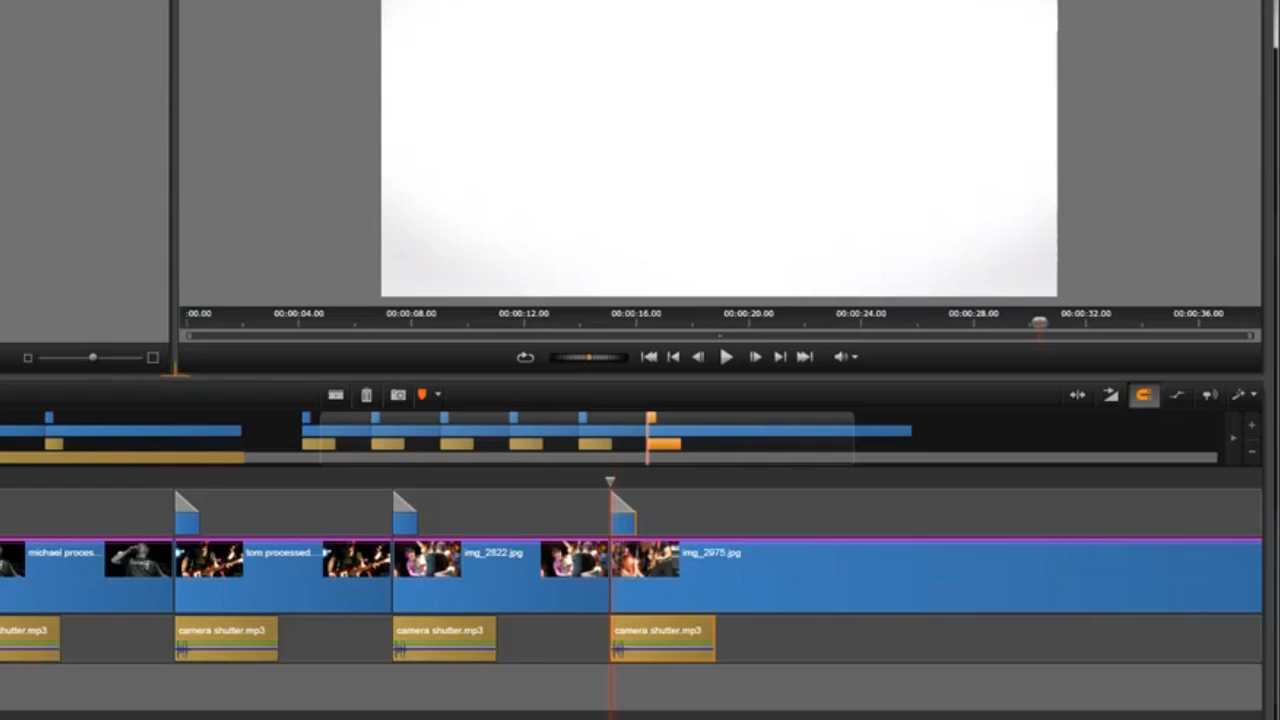 :00.00 00:00:04.00 00:00:08.00 00:00:12.00 00:00:16.00 00:00:20.00 00:00:24.00 00:00:28.00 00:00:32.00 00:00:36.00
michael proces... tom processed... img_2822.jpg img_2975.jpg
hutter.mp3 camera shutter.mp3 camera shutter.mp3 camera shutter.mp3